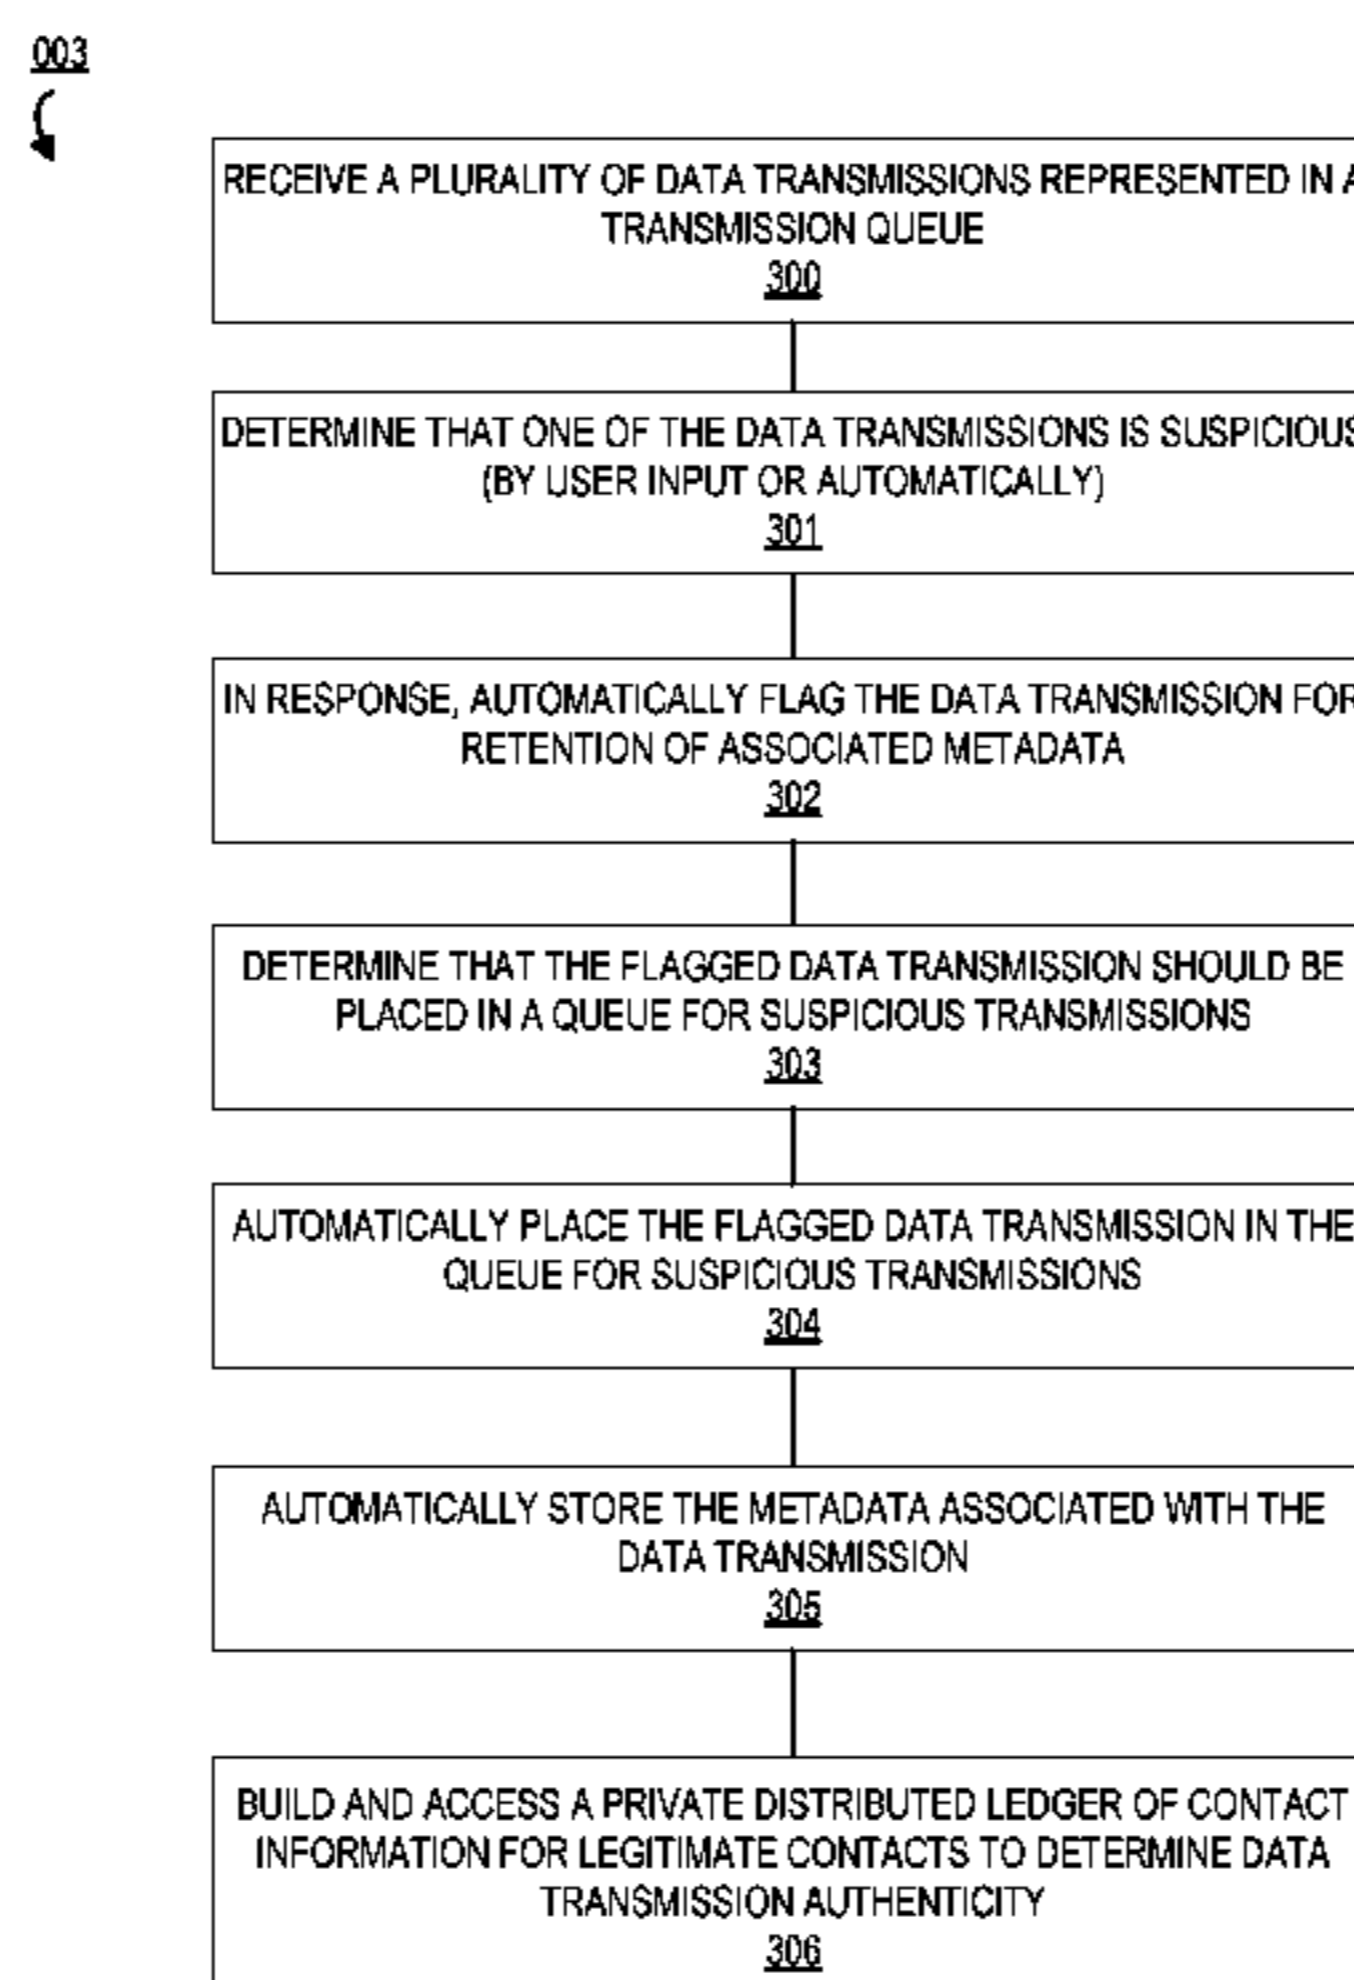 003
RECEIVE A PLURALITY OF DATA TRANSMISSIONS REPRESENTED IN A
TRANSMISSION QUEUE
300
DETERMINE THAT ONE OF THE DATA TRANSMISSIONS IS SUSPICIOUS
(BY USER INPUT OR AUTOMATICALLY)
301
IN RESPONSE, AUTOMATICALLY FLAG THE DATA TRANSMISSION FOR
RETENTION OF ASSOCIATED METADATA
302
DETERMINE THAT THE FLAGGED DATA TRANSMISSION SHOULD BE
PLACED IN A QUEUE FOR SUSPICIOUS TRANSMISSIONS
303
AUTOMATICALLY PLACE THE FLAGGED DATA TRANSMISSION IN THE
QUEUE FOR SUSPICIOUS TRANSMISSIONS
304
AUTOMATICALLY STORE THE METADATA ASSOCIATED WITH THE
DATA TRANSMISSION
305
BUILD AND ACCESS A PRIVATE DISTRIBUTED LEDGER OF CONTACT
INFORMATION FOR LEGITIMATE CONTACTS TO DETERMINE DATA
TRANSMISSION AUTHENTICITY
306